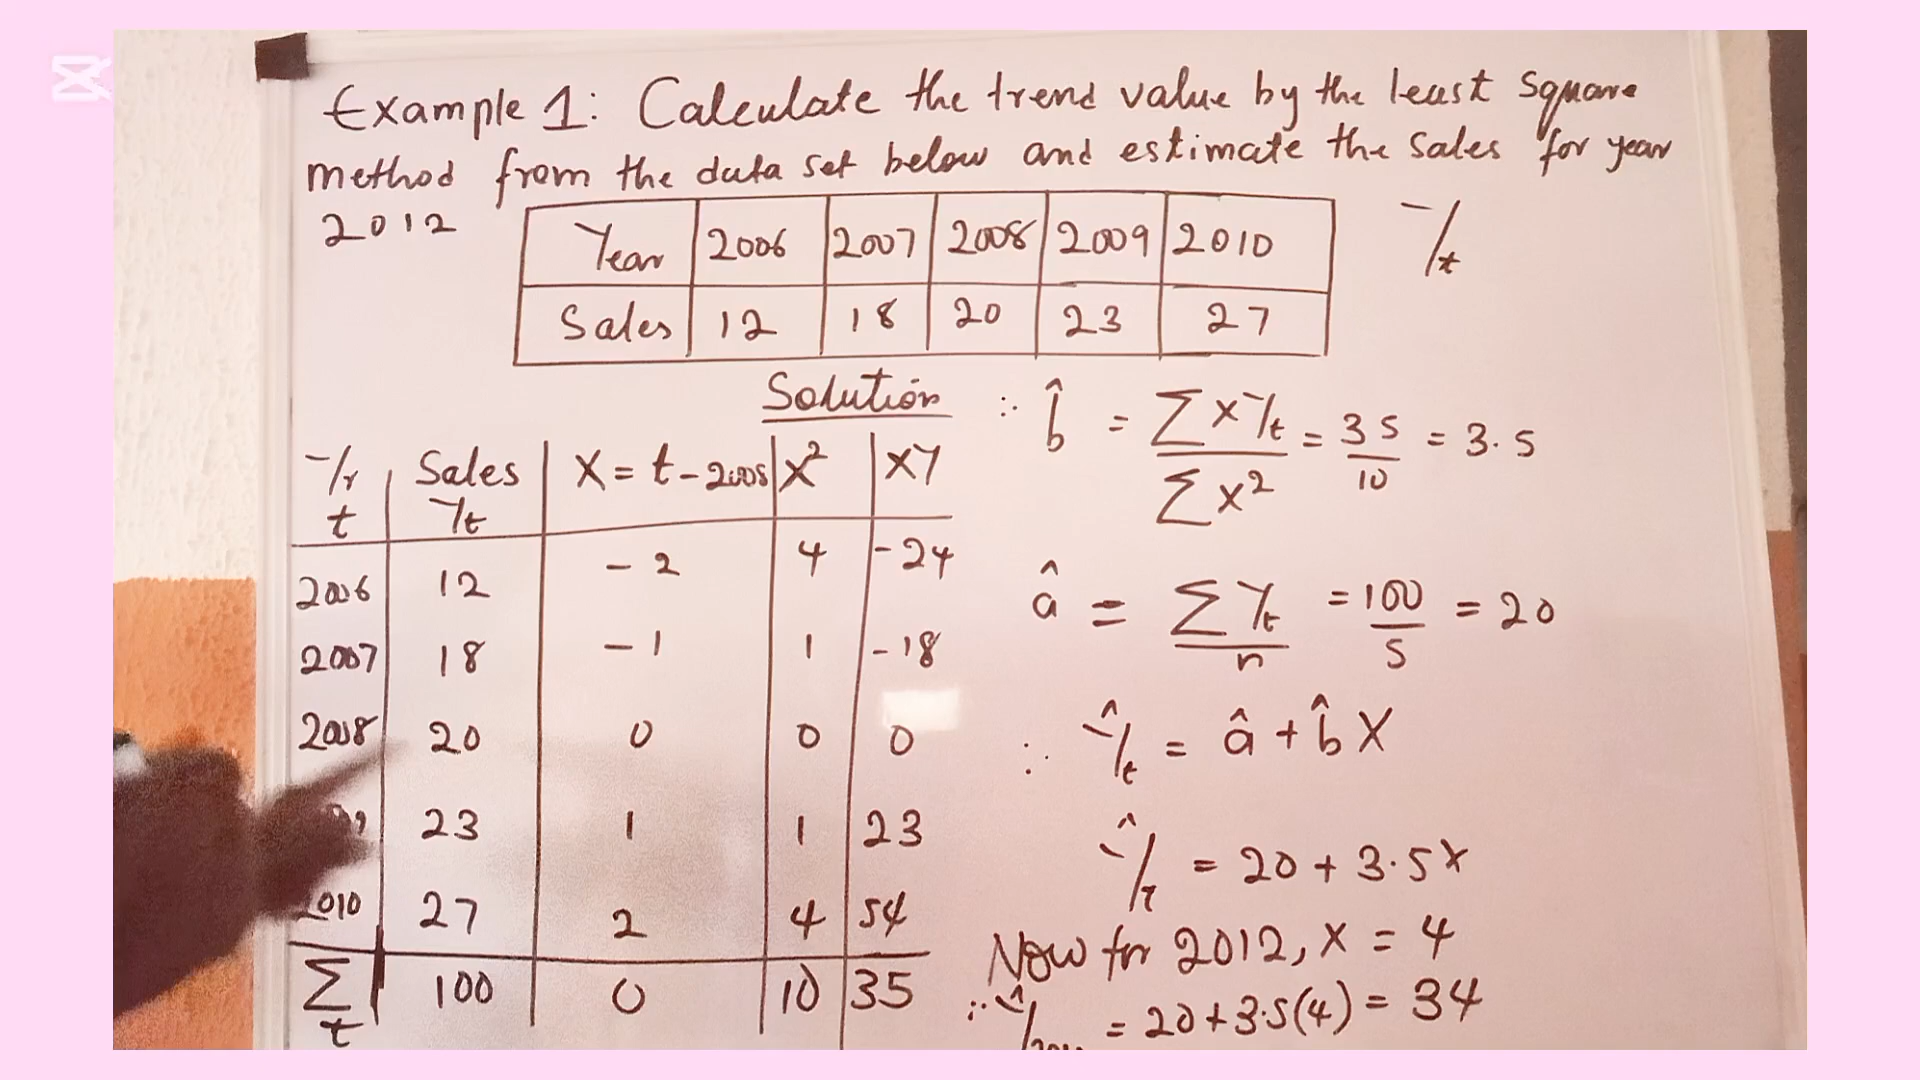 Example 1: Calculate the trend value by the least square
method from the data set below and estimate the sales for year
2012
Year 2006 2007 2008 2009 2010
Sales 12 18 20 23 27
Yt
Solution
Yr t Sales Yt X = t - 2008 X² XY
2006 12 -2 4 -24
2007 18 -1 1 -18
2008 20 0 0 0
23 1 1 23
2010 27 2 4 54
Σt 100 0 10 35
∴ b̂ = ΣXYt / ΣX² = 35/10 = 3.5
â = ΣYt / n = 100/5 = 20
∴ Ŷt = â + b̂X
Ŷt = 20 + 3.5X
Now for 2012, X = 4
∴ Ŷ = 20 + 3.5(4) = 34